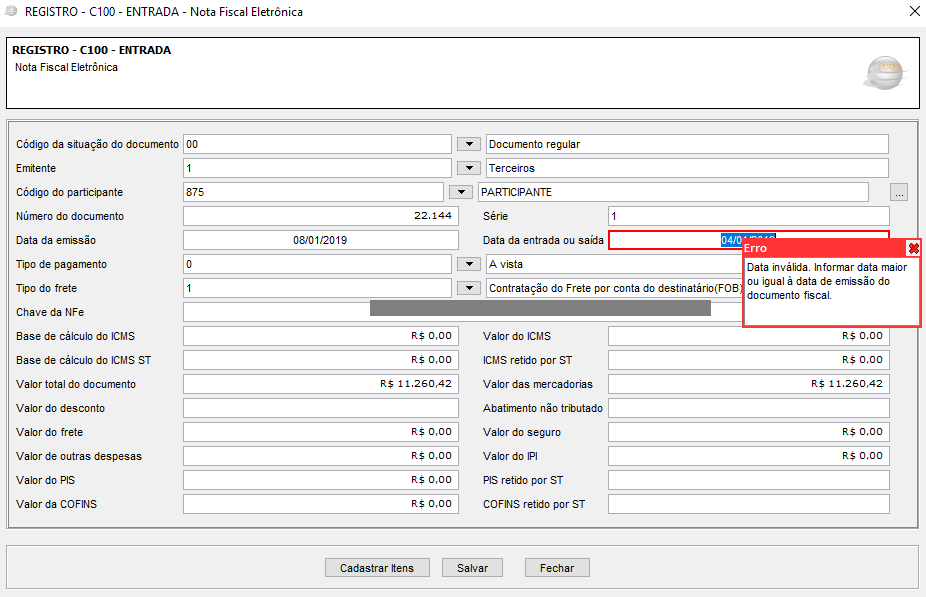 REGISTRO - C100 - ENTRADA - Nota Fiscal Eletrônica
REGISTRO - C100 - ENTRADA
Nota Fiscal Eletrônica
Código da situação do documento 00 Documento regular
Emitente 1 Terceiros
Código do participante 875 PARTICIPANTE ...
Número do documento 22.144 Série 1
Data da emissão 08/01/2019 Data da entrada ou saída 04/01/2019
Erro
Data inválida. Informar data maior
ou igual à data de emissão do
documento fiscal.
Tipo de pagamento 0 A vista
Tipo do frete 1 Contratação do Frete por conta do destinatário(FOB)
Chave da NFe
Base de cálculo do ICMS R$ 0,00 Valor do ICMS R$ 0,00
Base de cálculo do ICMS ST R$ 0,00 ICMS retido por ST R$ 0,00
Valor total do documento R$ 11.260,42 Valor das mercadorias R$ 11.260,42
Valor do desconto Abatimento não tributado
Valor do frete R$ 0,00 Valor do seguro R$ 0,00
Valor de outras despesas R$ 0,00 Valor do IPI R$ 0,00
Valor do PIS R$ 0,00 PIS retido por ST
Valor da COFINS R$ 0,00 COFINS retido por ST
Cadastrar Itens Salvar Fechar